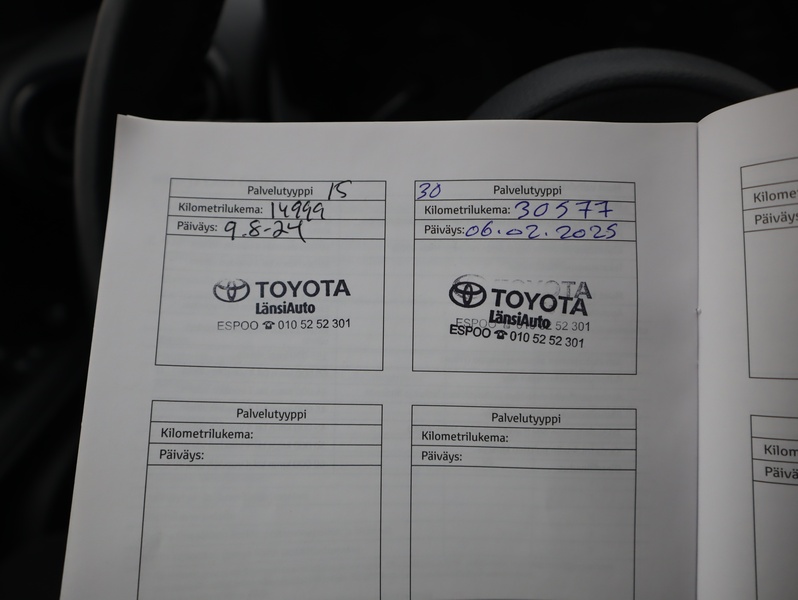 Palvelutyyppi 15
Kilometrilukema: 14999
Päiväys: 9.8-24
TOYOTA
LänsiAuto
ESPOO ☎ 010 52 52 301
30 Palvelutyyppi
Kilometrilukema: 30577
Päiväys: 06.02.2025
TOYOTA
LänsiAuto
ESPOO ☎ 010 52 52 301
Palvelutyyppi
Kilometrilukema:
Päiväys:
Palvelutyyppi
Kilometrilukema:
Päiväys: